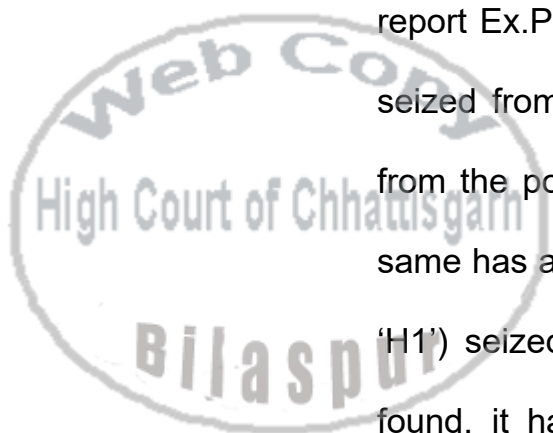 Web Copy
High Court of Chhattisgarh
Bilaspur
report Ex.P
seized from
from the po
same has a
'H1') seized
found, it ha